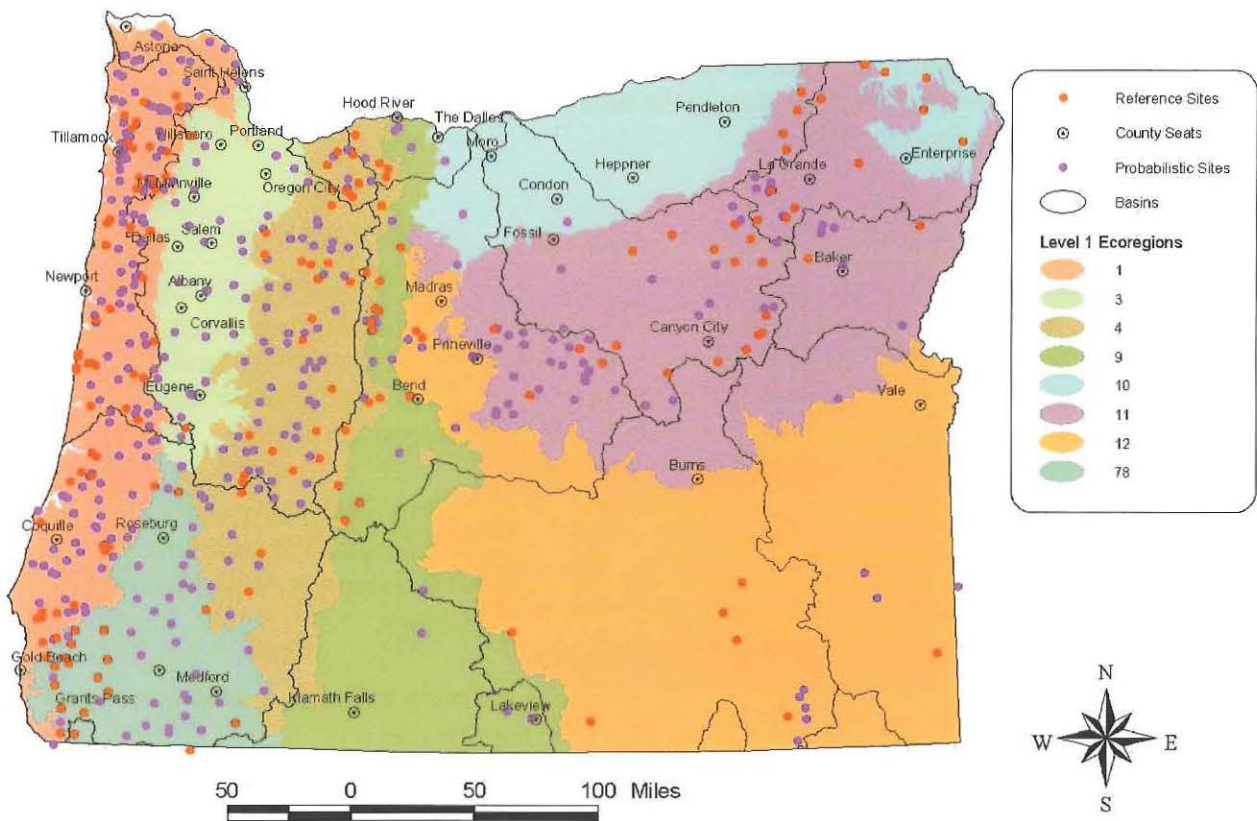 Astoria
Saint Helens
Hood River
The Dalles
Pendleton
Tillamook
Hillsboro
Portland
Moro
Enterprise
La Grande
Heppner
McMinnville
Oregon City
Condon
Dallas
Salem
Fossil
Baker
Newport
Albany
Madras
Corvallis
Canyon City
Prineville
Eugene
Bend
Vale
Burns
Coquille
Roseburg
Gold Beach
Medford
Grants Pass
Klamath Falls
Lakeview
Reference Sites
County Seats
Probabilistic Sites
Basins
Level 1 Ecoregions
1
3
4
9
10
11
12
78
N
W E
S
50 0 50 100 Miles